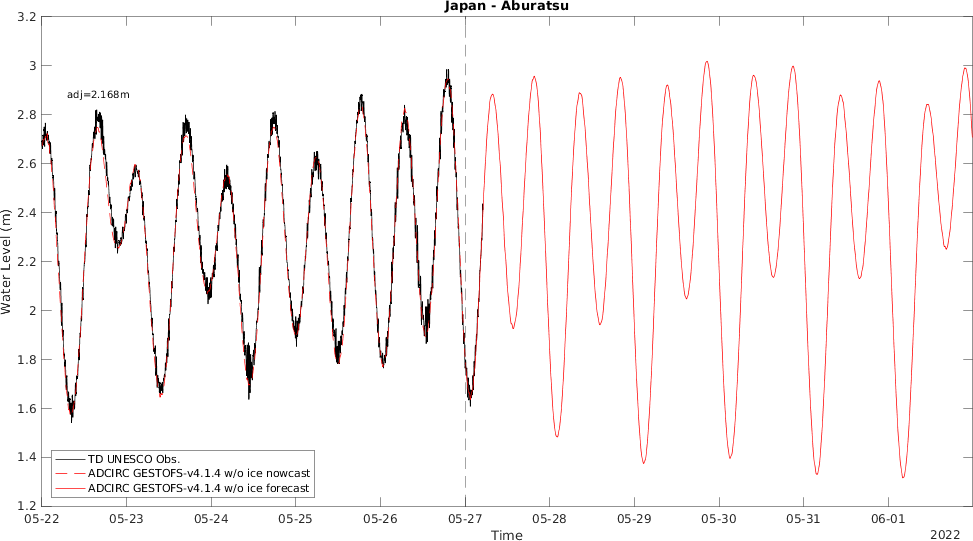 Japan - Aburatsu
3.2
3
2.8
2.6
2.4
2.2
2
1.8
1.6
1.4
1.2
Water Level (m)
adj=2.168m
TD UNESCO Obs.
ADCIRC GESTOFS-v4.1.4 w/o ice nowcast
ADCIRC GESTOFS-v4.1.4 w/o ice forecast
05-22 05-23 05-24 05-25 05-26 05-27 05-28 05-29 05-30 05-31 06-01
Time
2022